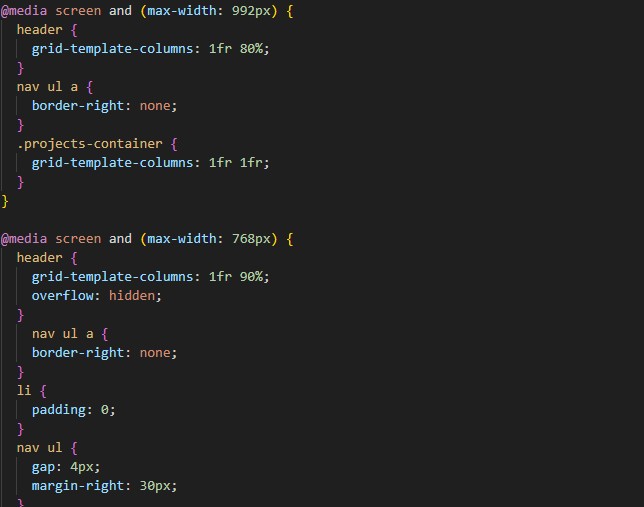 @media screen and (max-width: 992px) {
  header {
    grid-template-columns: 1fr 80%;
  }
  nav ul a {
    border-right: none;
  }
  .projects-container {
    grid-template-columns: 1fr 1fr;
  }
}

@media screen and (max-width: 768px) {
  header {
    grid-template-columns: 1fr 90%;
    overflow: hidden;
  }
    nav ul a {
    border-right: none;
  }
  li {
    padding: 0;
  }
  nav ul {
    gap: 4px;
    margin-right: 30px;
  }